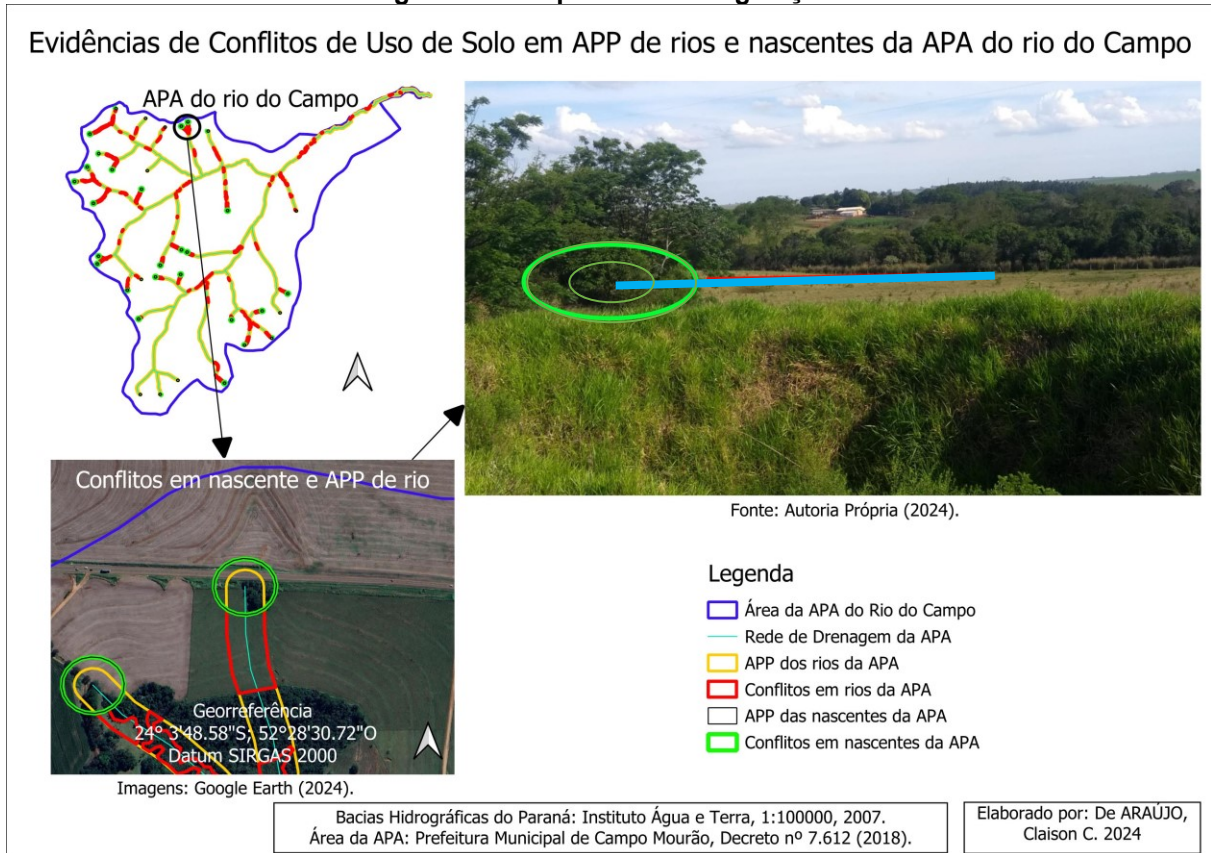 Evidências de Conflitos de Uso de Solo em APP de rios e nascentes da APA do rio do Campo
APA do rio do Campo
Conflitos em nascente e APP de rio
Georreferência
24° 3'48.58"S; 52°28'30.72"O
Datum SIRGAS 2000
Imagens: Google Earth (2024).
Fonte: Autoria Própria (2024).
Legenda
Área da APA do Rio do Campo
Rede de Drenagem da APA
APP dos rios da APA
Conflitos em rios da APA
APP das nascentes da APA
Conflitos em nascentes da APA
Bacias Hidrográficas do Paraná: Instituto Água e Terra, 1:100000, 2007.
Área da APA: Prefeitura Municipal de Campo Mourão, Decreto nº 7.612 (2018).
Elaborado por: De ARAÚJO,
Claison C. 2024